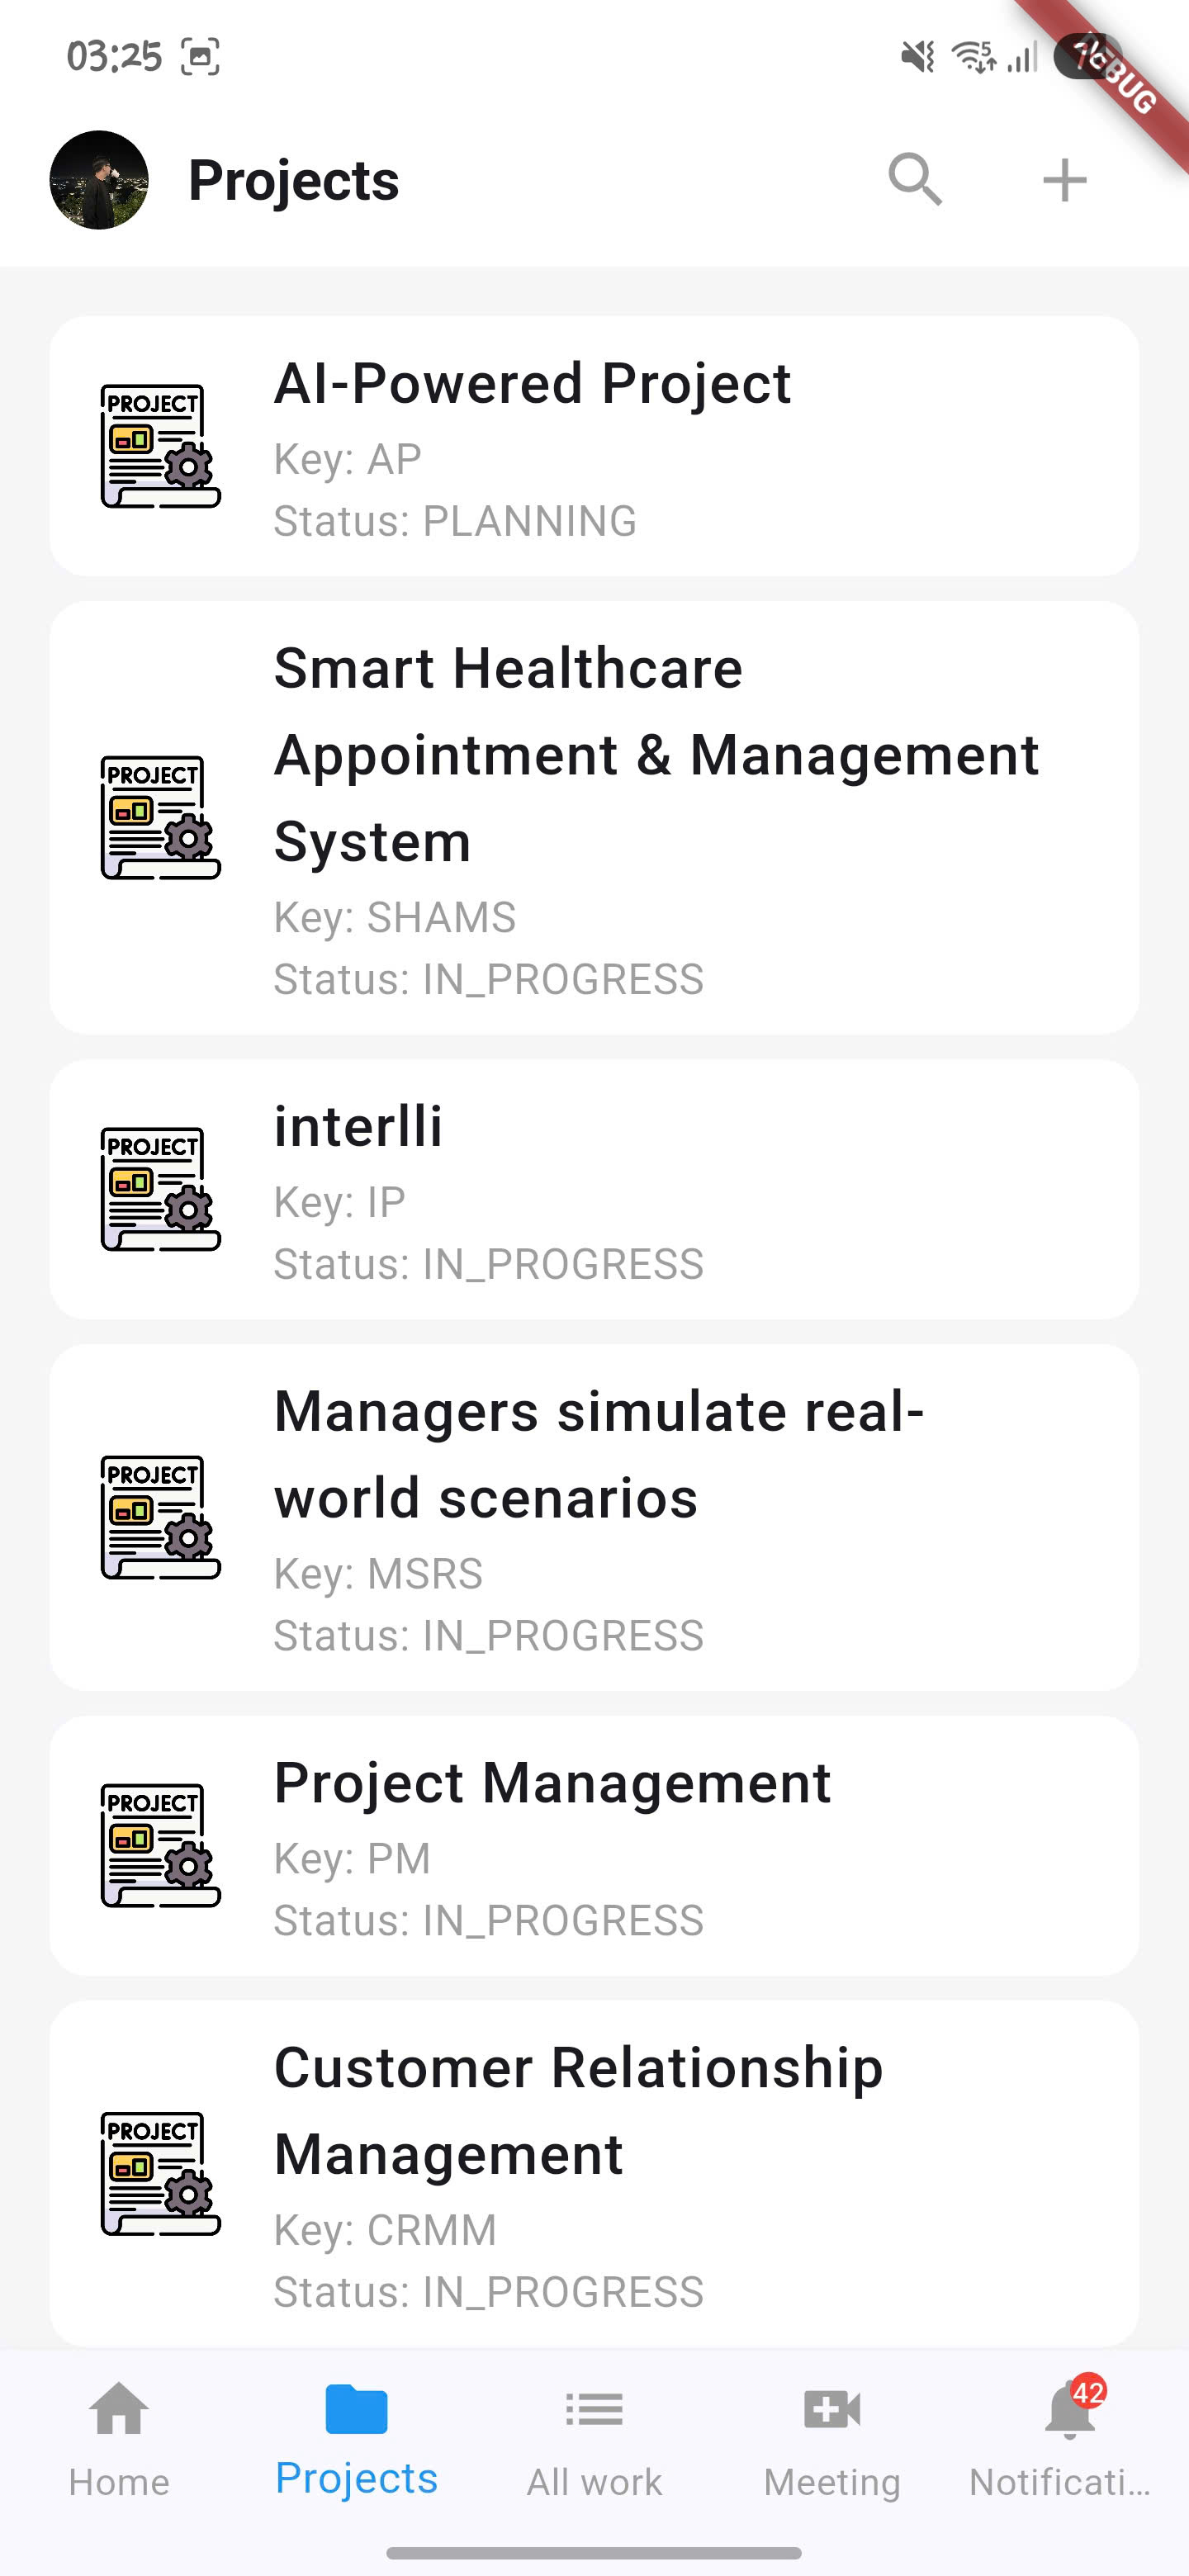 03:25
5
DEBUG
Projects
PROJECT
AI-Powered Project
Key: AP
Status: PLANNING
PROJECT
Smart Healthcare
Appointment & Management
System
Key: SHAMS
Status: IN_PROGRESS
PROJECT
interlli
Key: IP
Status: IN_PROGRESS
PROJECT
Managers simulate real-
world scenarios
Key: MSRS
Status: IN_PROGRESS
PROJECT
Project Management
Key: PM
Status: IN_PROGRESS
PROJECT
Customer Relationship
Management
Key: CRMM
Status: IN_PROGRESS
42
Home
Projects
All work
Meeting
Notificati...